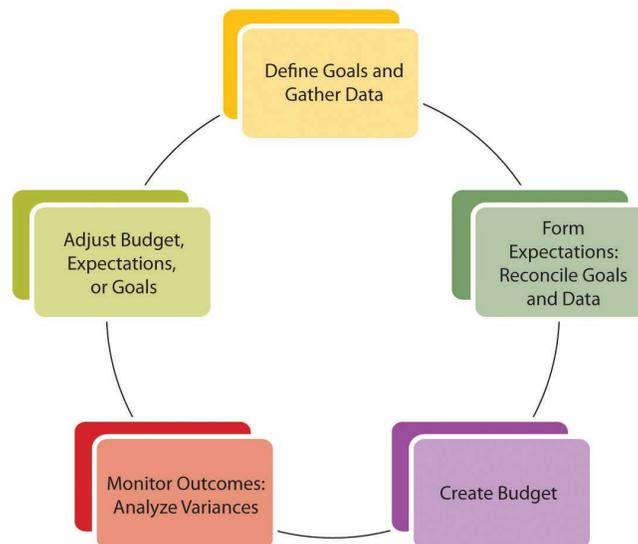 Define Goals and
Gather Data
Form
Expectations:
Reconcile Goals
and Data
Create Budget
Monitor Outcomes:
Analyze Variances
Adjust Budget,
Expectations,
or Goals